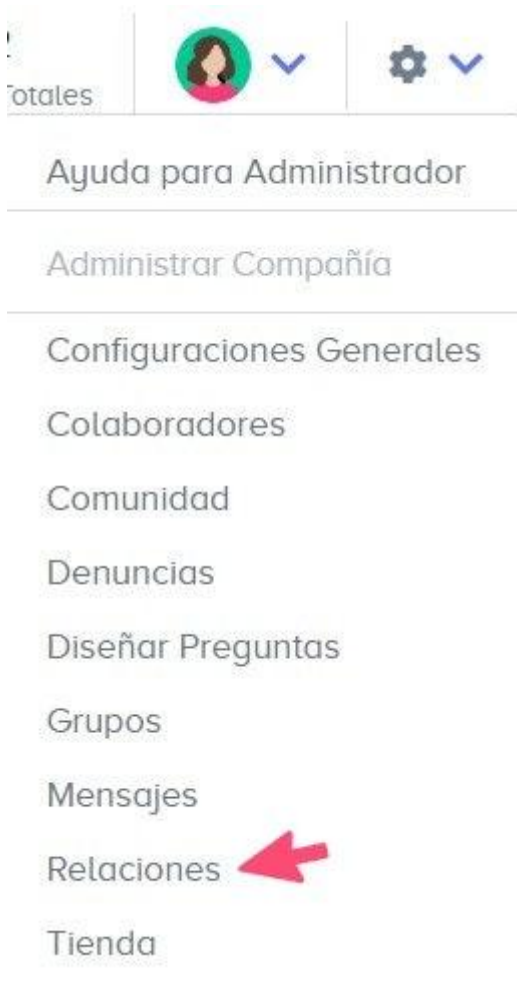 Totales
Ayuda para Administrador
Administrar Compañía
Configuraciones Generales
Colaboradores
Comunidad
Denuncias
Diseñar Preguntas
Grupos
Mensajes
Relaciones
Tienda